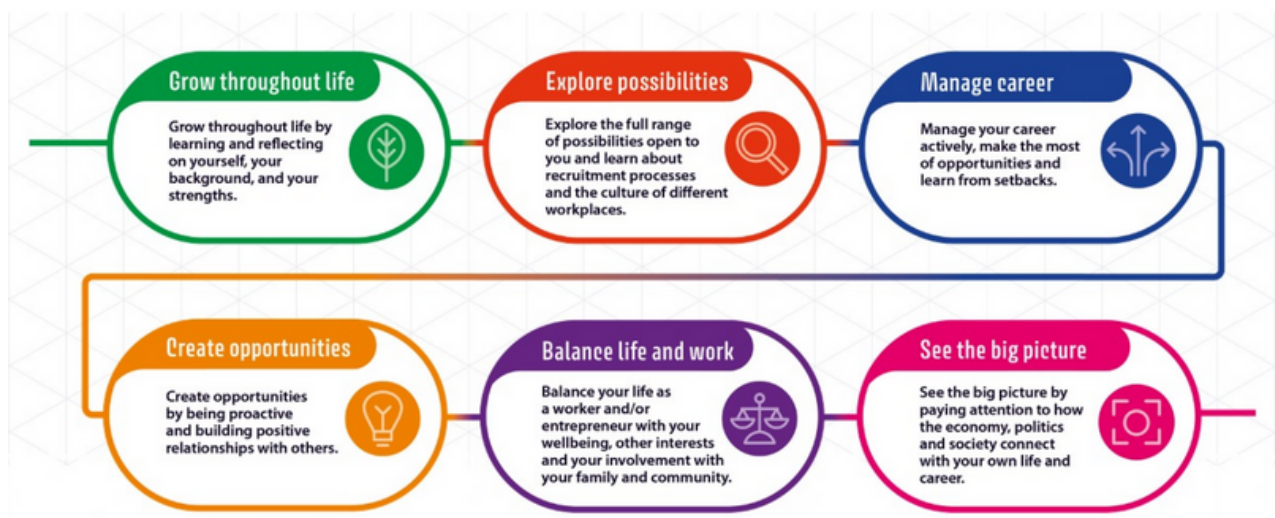 Grow throughout life
Grow throughout life by
learning and reflecting
on yourself, your
background, and your
strengths.
Explore possibilities
Explore the full range
of possibilities open to
you and learn about
recruitment processes
and the culture of different
workplaces.
Manage career
Manage your career
actively, make the most
of opportunities and
learn from setbacks.
Create opportunities
Create opportunities
by being proactive
and building positive
relationships with others.
Balance life and work
Balance your life as
a worker and/or
entrepreneur with your
wellbeing, other interests
and your involvement with
your family and community.
See the big picture
See the big picture by
paying attention to how
the economy, politics
and society connect
with your own life and
career.